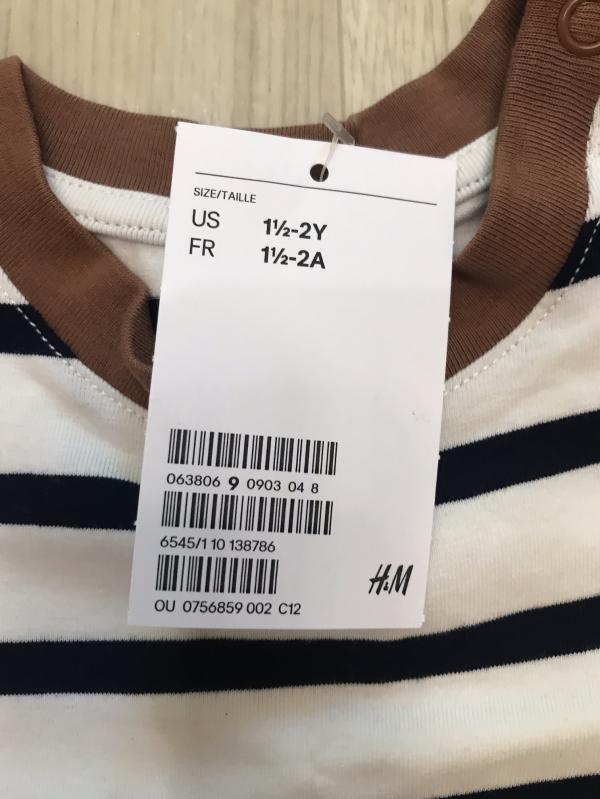 SIZE/TAILLE
US 1½-2Y
FR 1½-2A
063806 9 0903 04 8
6545/1 10 138786
H&M
OU 0756859 002 C12